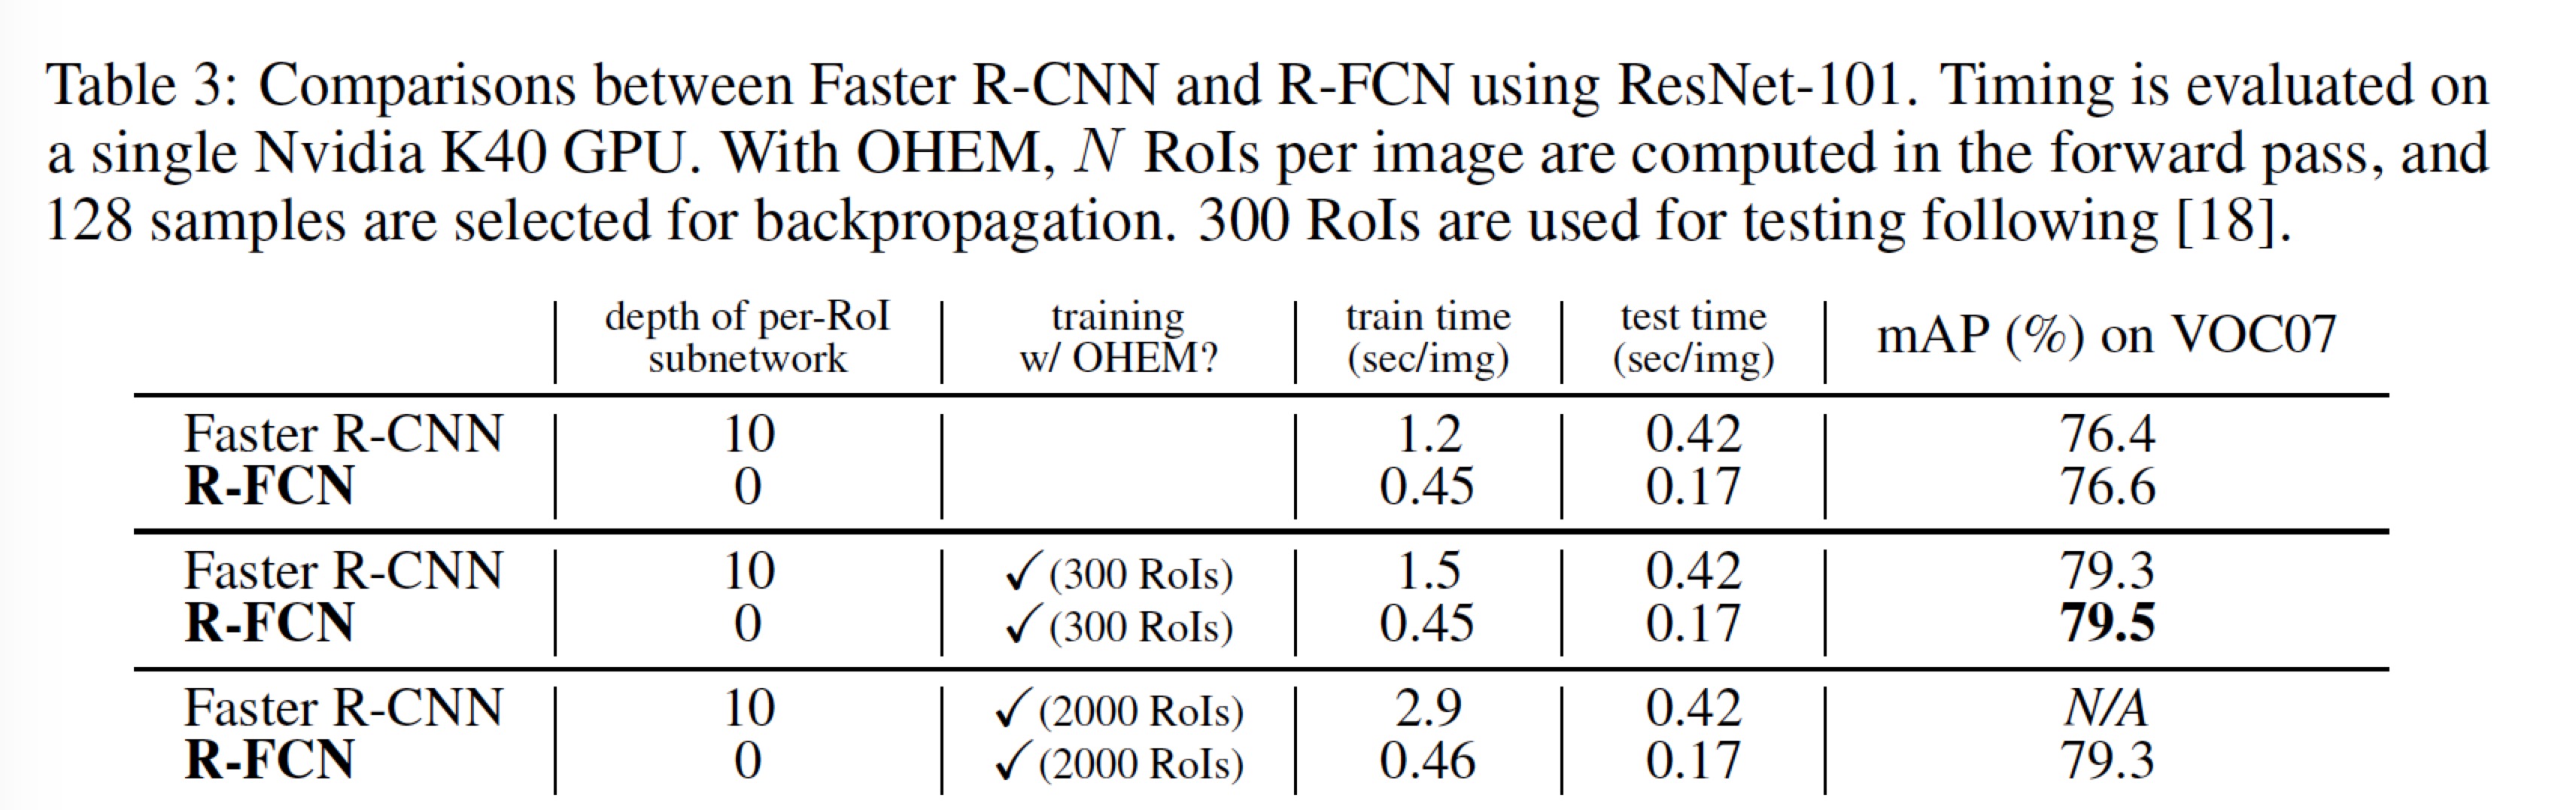 Table 3: Comparisons between Faster R-CNN and R-FCN using ResNet-101. Timing is evaluated on
a single Nvidia K40 GPU. With OHEM, N RoIs per image are computed in the forward pass, and
128 samples are selected for backpropagation. 300 RoIs are used for testing following [18].
depth of per-RoI subnetwork | training w/ OHEM? | train time (sec/img) | test time (sec/img) | mAP (%) on VOC07
Faster R-CNN | 10 | | 1.2 | 0.42 | 76.4
R-FCN | 0 | | 0.45 | 0.17 | 76.6
Faster R-CNN | 10 | ✓(300 RoIs) | 1.5 | 0.42 | 79.3
R-FCN | 0 | ✓(300 RoIs) | 0.45 | 0.17 | 79.5
Faster R-CNN | 10 | ✓(2000 RoIs) | 2.9 | 0.42 | N/A
R-FCN | 0 | ✓(2000 RoIs) | 0.46 | 0.17 | 79.3